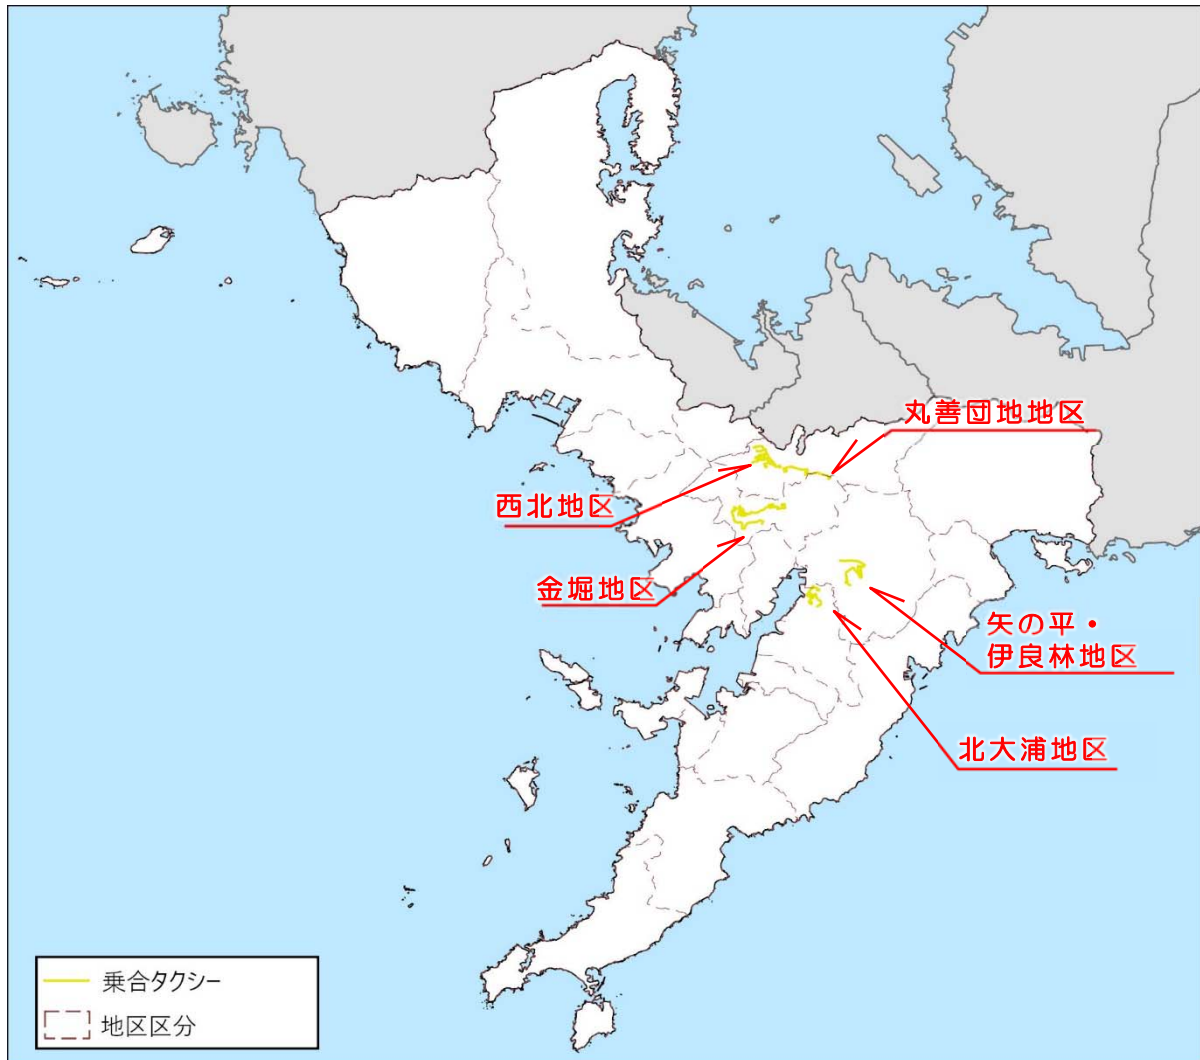 丸善団地地区
西北地区
金堀地区
矢の平・
伊良林地区
北大浦地区
乗合タクシー
地区区分